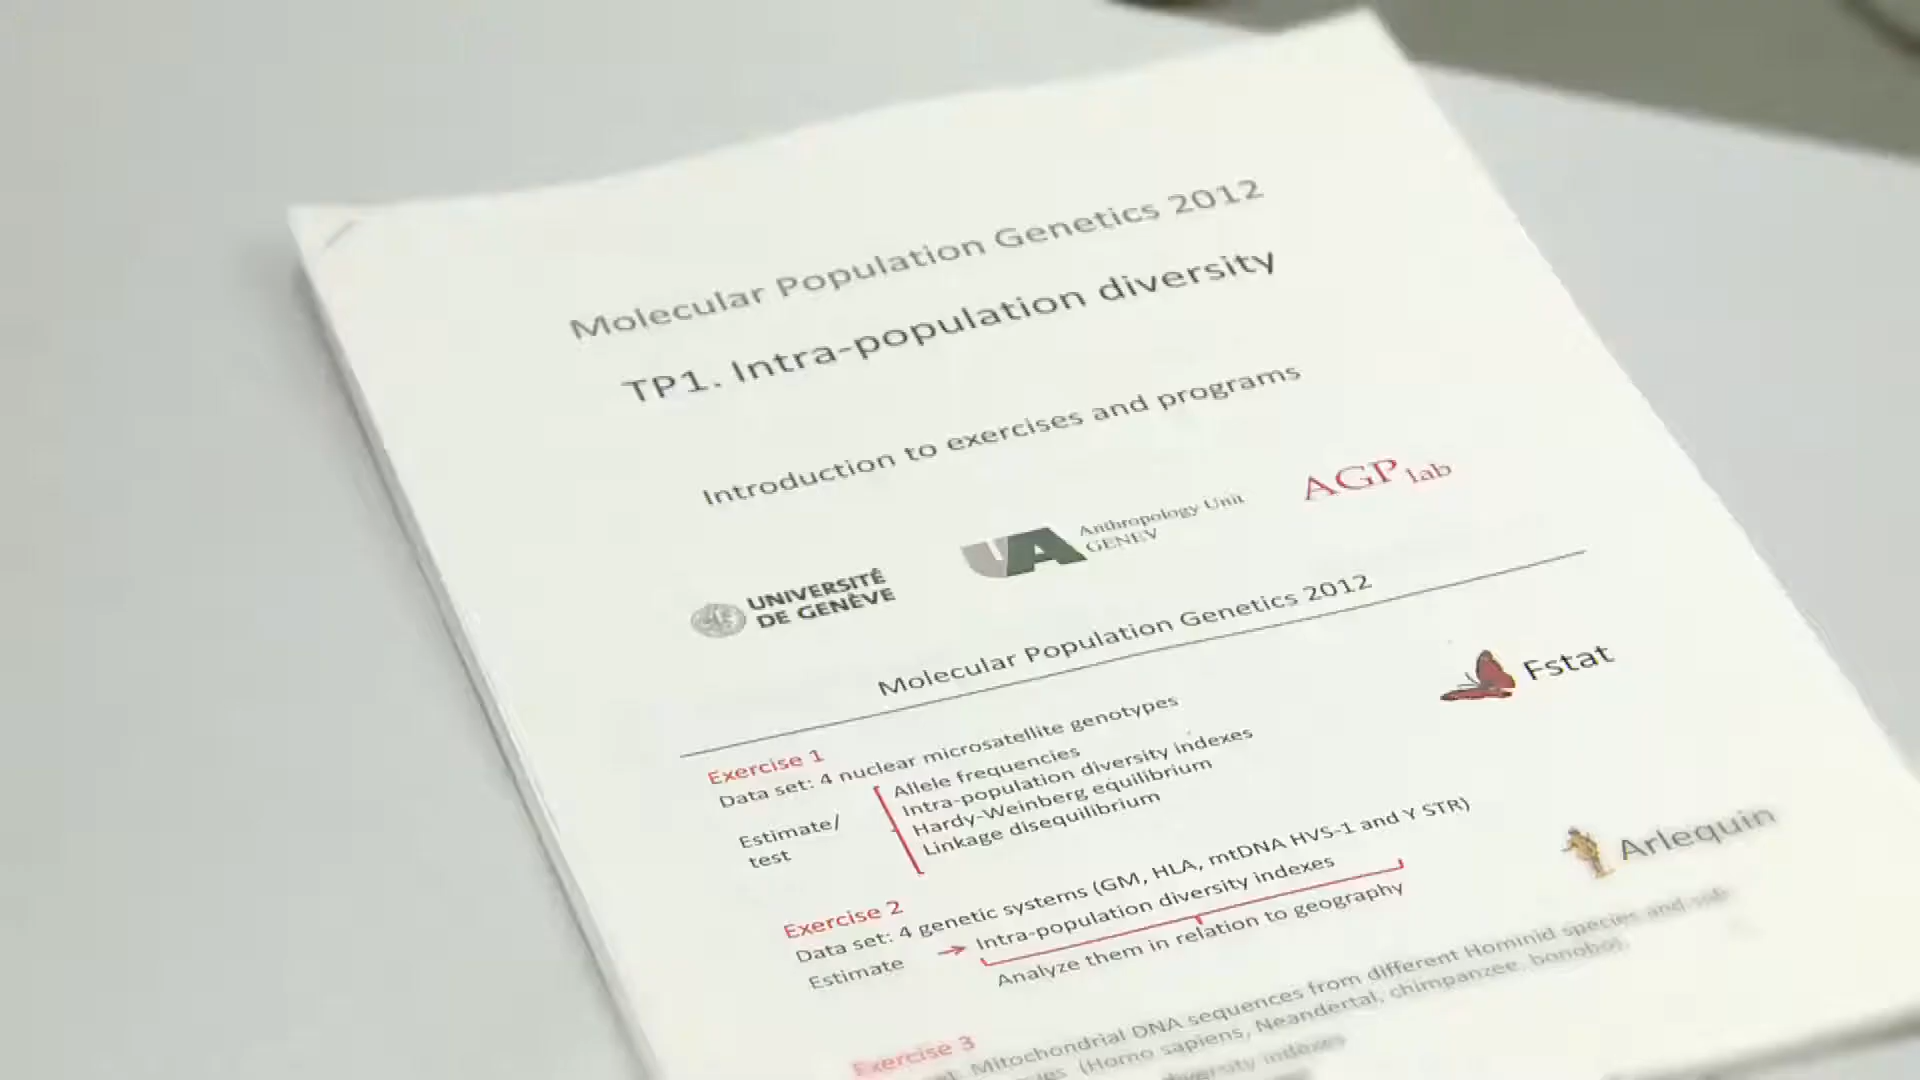 Molecular Population Genetics 2012
TP1. Intra-population diversity
Introduction to exercises and programs
UNIVERSITÉ
DE GENÈVE
UA
Anthropology Unit
GENEV
AGP lab
Molecular Population Genetics 2012
Exercise 1
Fstat
Data set: 4 nuclear microsatellite genotypes
Estimate/
test
Allele frequencies
Intra-population diversity indexes
Hardy-Weinberg equilibrium
Linkage disequilibrium
Exercise 2
Arlequin
Data set: 4 genetic systems (GM, HLA, mtDNA HVS-1 and Y STR)
Estimate → Intra-population diversity indexes
Analyze them in relation to geography
Exercise 3
Mitochondrial DNA sequences from different Hominid species and sub-
(Homo sapiens, Neandertal, chimpanzee, bonobo).
diversity indexes